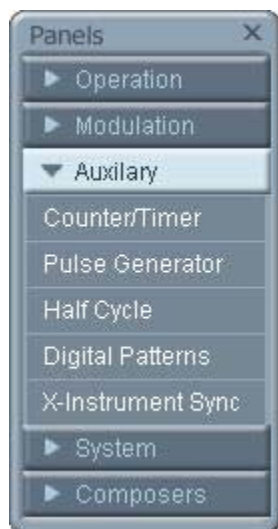 Panels
Operation
Modulation
Auxilary
Counter/Timer
Pulse Generator
Half Cycle
Digital Patterns
X-Instrument Sync
System
Composers